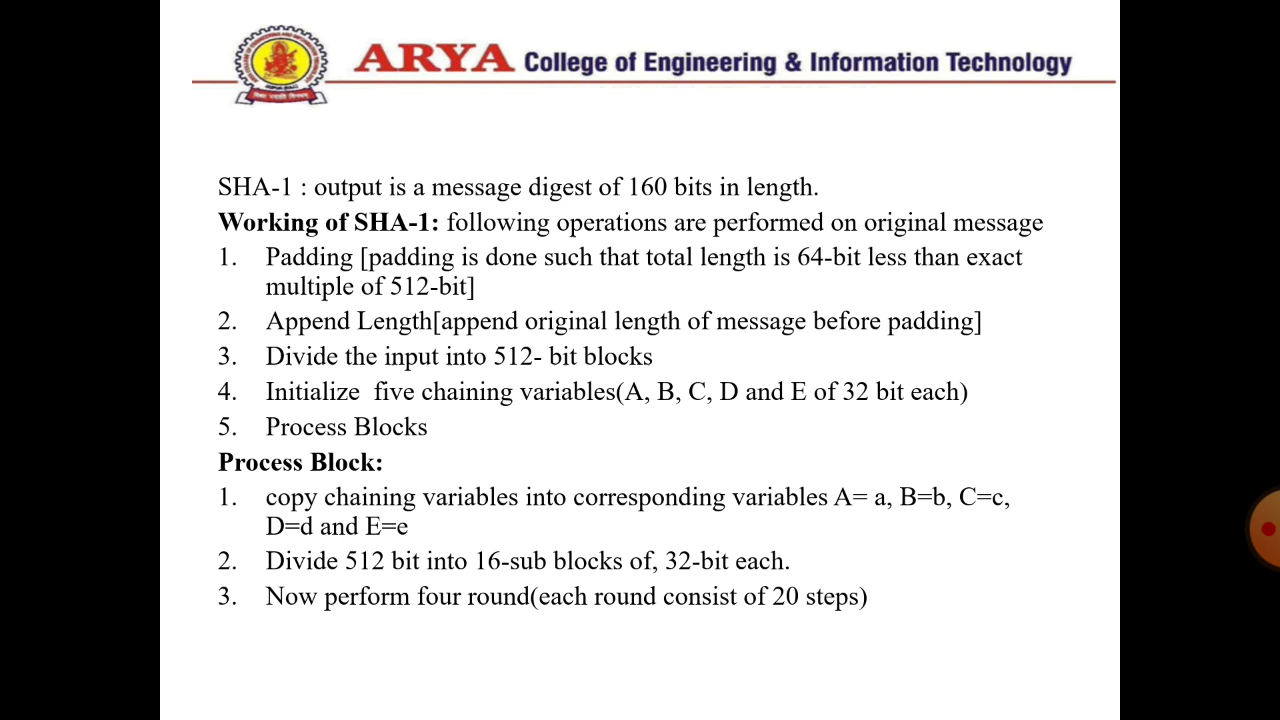 ARYA College of Engineering & Information Technology
SHA-1 : output is a message digest of 160 bits in length.
Working of SHA-1: following operations are performed on original message
1. Padding [padding is done such that total length is 64-bit less than exact
multiple of 512-bit]
2. Append Length[append original length of message before padding]
3. Divide the input into 512- bit blocks
4. Initialize  five chaining variables(A, B, C, D and E of 32 bit each)
5. Process Blocks
Process Block:
1. copy chaining variables into corresponding variables A= a, B=b, C=c,
D=d and E=e
2. Divide 512 bit into 16-sub blocks of, 32-bit each.
3. Now perform four round(each round consist of 20 steps)